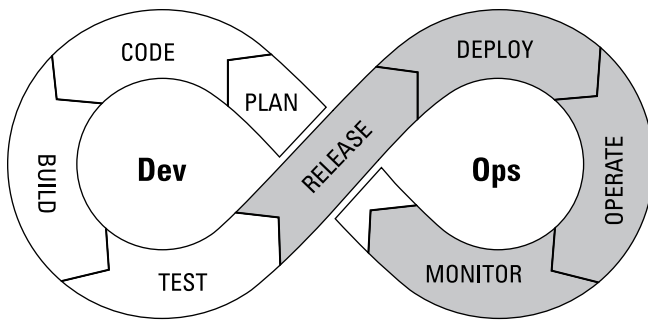 CODE
PLAN
BUILD
Dev
TEST
RELEASE
DEPLOY
Ops
OPERATE
MONITOR